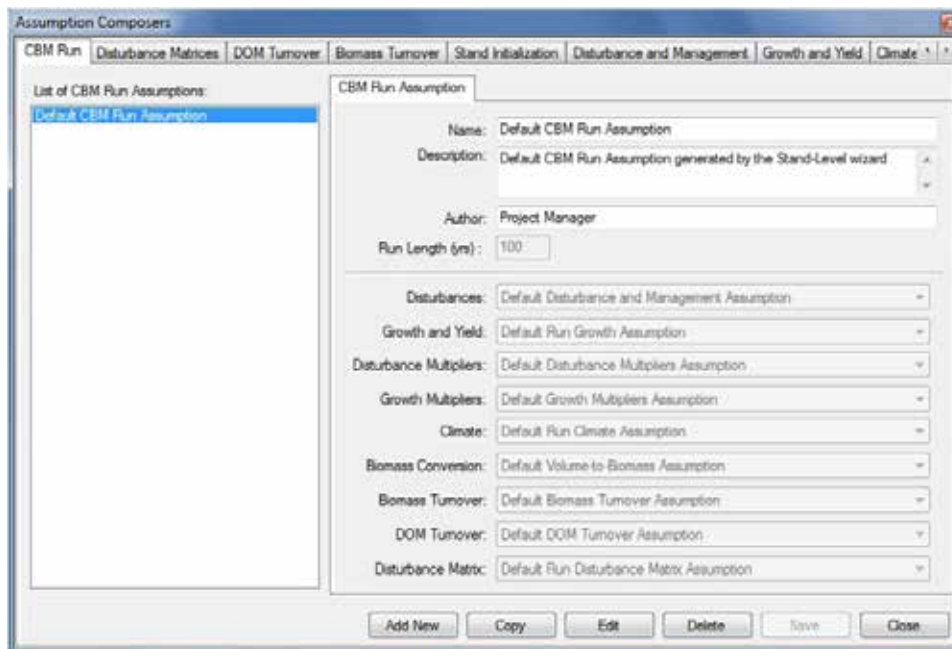 Assumption Composers
CBM Run Disturbance Matrices DOM Turnover Biomass Turnover Stand Initialization Disturbance and Management Growth and Yield Climate
List of CBM Run Assumptions:
Default CBM Run Assumption
CBM Run Assumption
Name: Default CBM Run Assumption
Description: Default CBM Run Assumption generated by the Stand-Level wizard
Author: Project Manager
Run Length (yrs) : 100
Disturbances: Default Disturbance and Management Assumption
Growth and Yield: Default Run Growth Assumption
Disturbance Multipliers: Default Disturbance Multipliers Assumption
Growth Multipliers: Default Growth Multipliers Assumption
Climate: Default Run Climate Assumption
Biomass Conversion: Default Volume-to-Biomass Assumption
Biomass Turnover: Default Biomass Turnover Assumption
DOM Turnover: Default DOM Turnover Assumption
Disturbance Matrix: Default Run Disturbance Matrix Assumption
Add New Copy Edit Delete Save Close